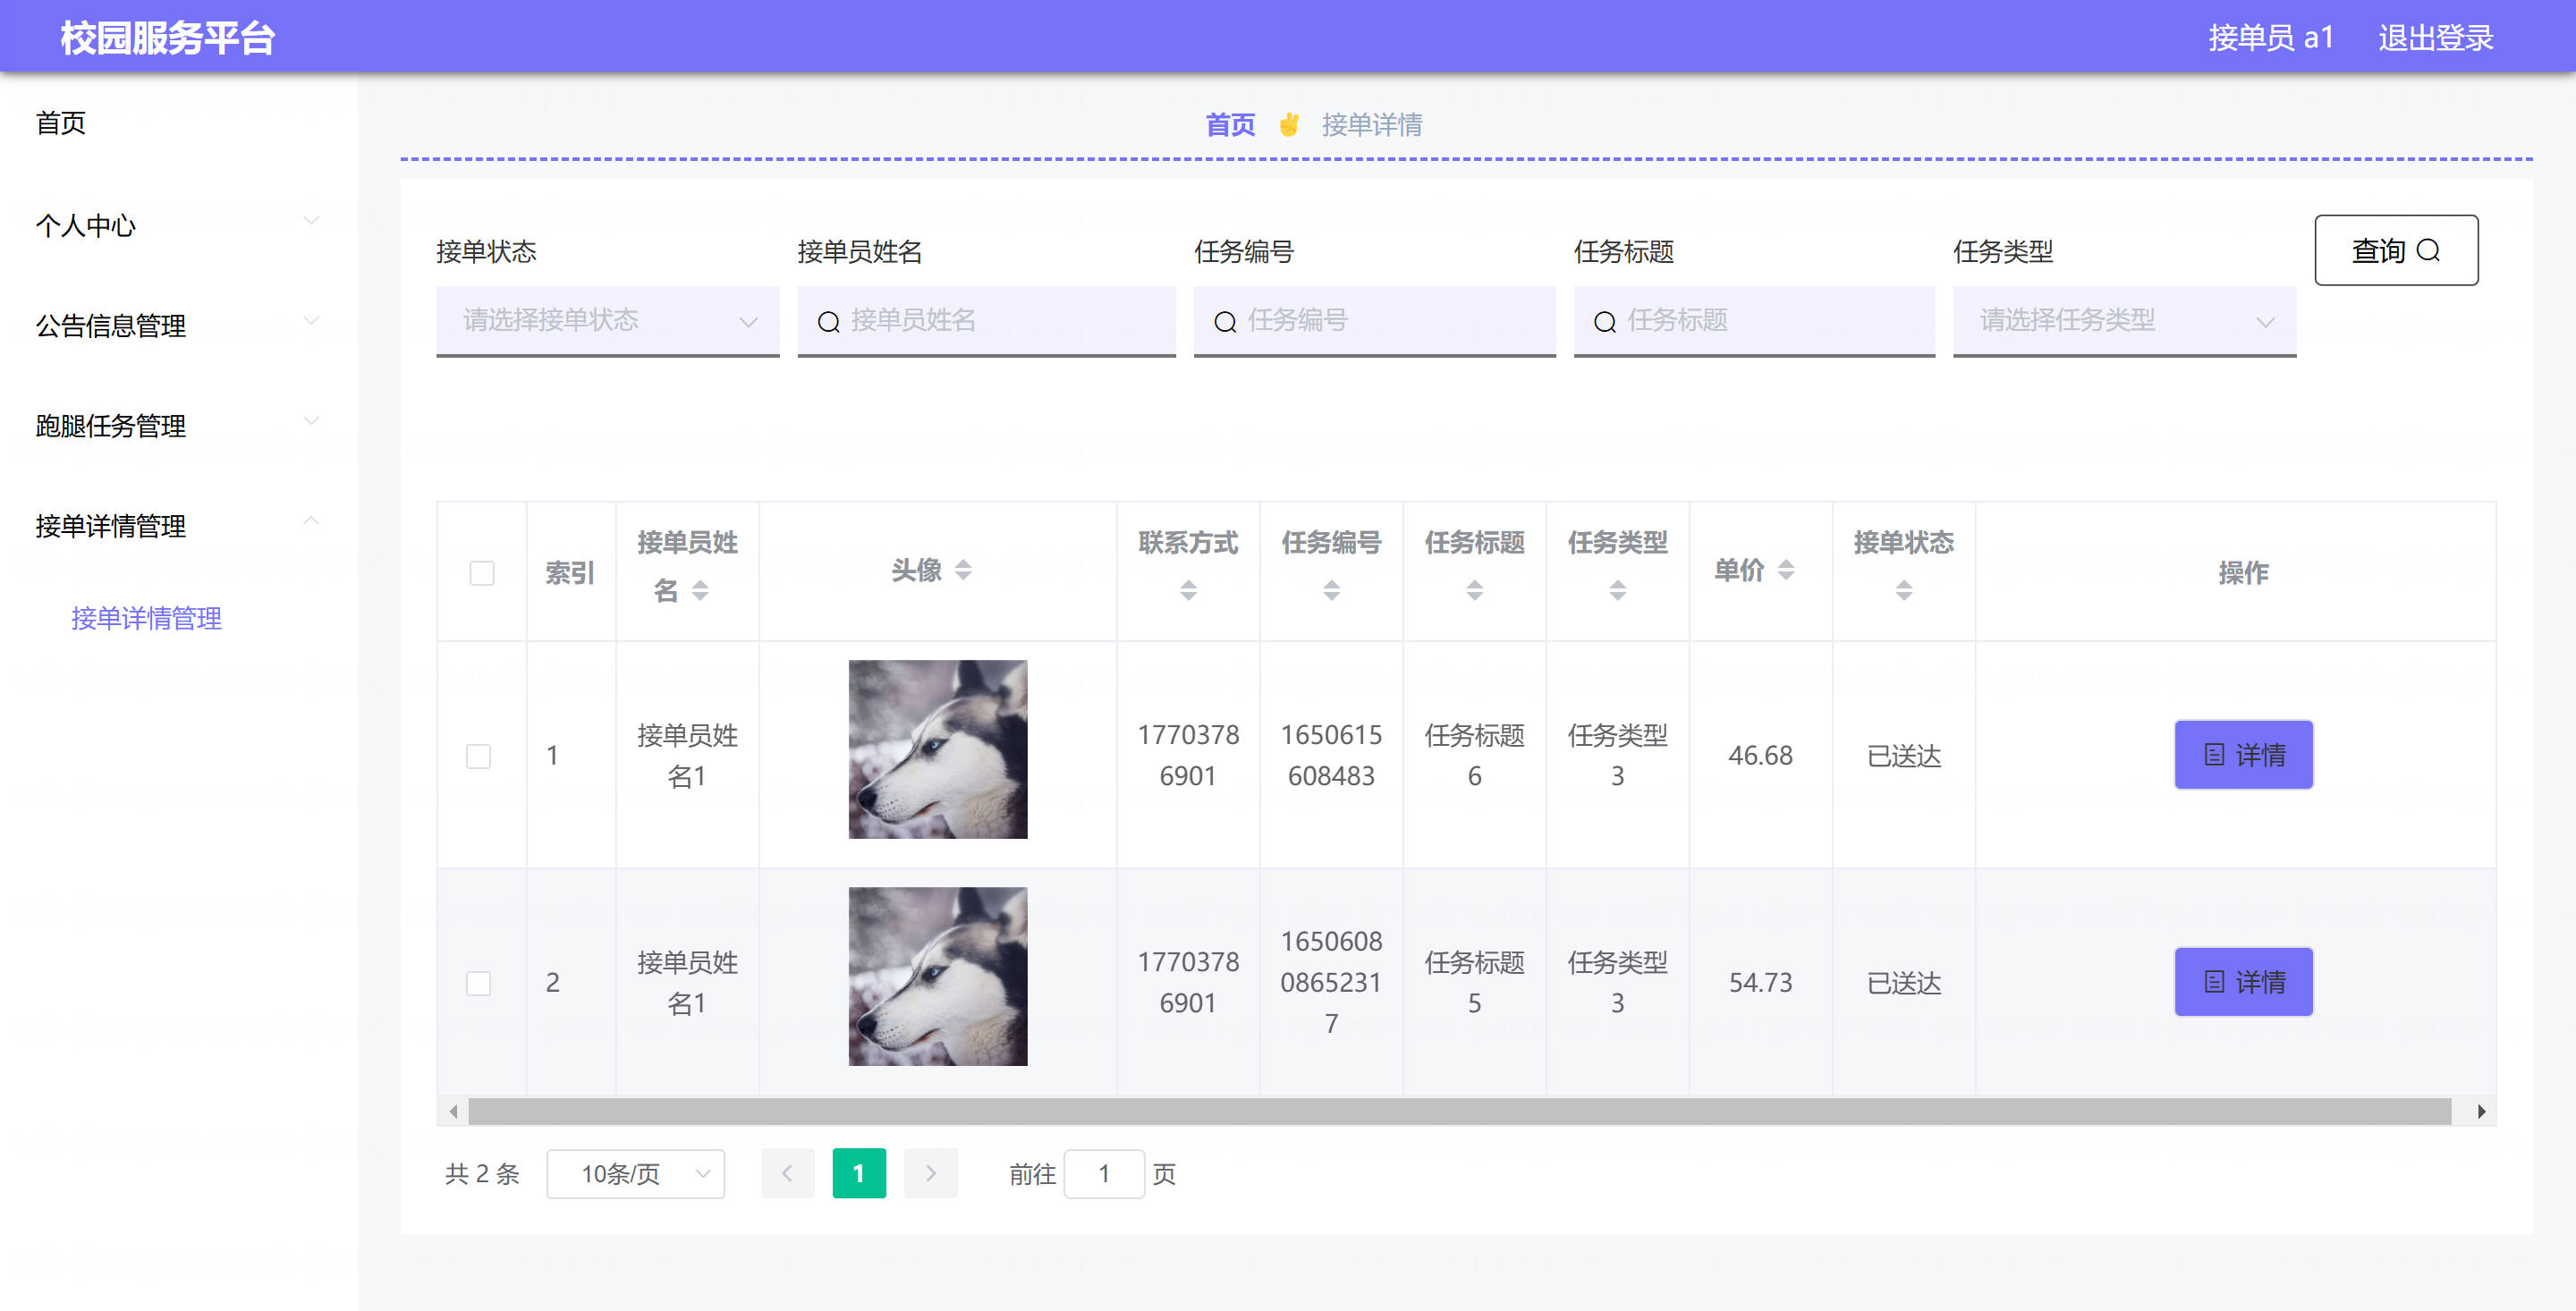 校园服务平台
接单员 a1
退出登录
首页
个人中心
公告信息管理
跑腿任务管理
接单详情管理
接单详情管理
首页
接单详情
接单状态
接单员姓名
任务编号
任务标题
任务类型
查询
请选择接单状态
接单员姓名
任务编号
任务标题
请选择任务类型
索引
接单员姓
名
头像
联系方式
任务编号
任务标题
任务类型
单价
接单状态
操作
1
接单员姓
名1
1770378
6901
1650615
608483
任务标题
6
任务类型
3
46.68
已送达
详情
2
接单员姓
名1
1770378
6901
1650608
0865231
7
任务标题
5
任务类型
3
54.73
已送达
详情
共 2 条
10条/页
1
前往
1
页